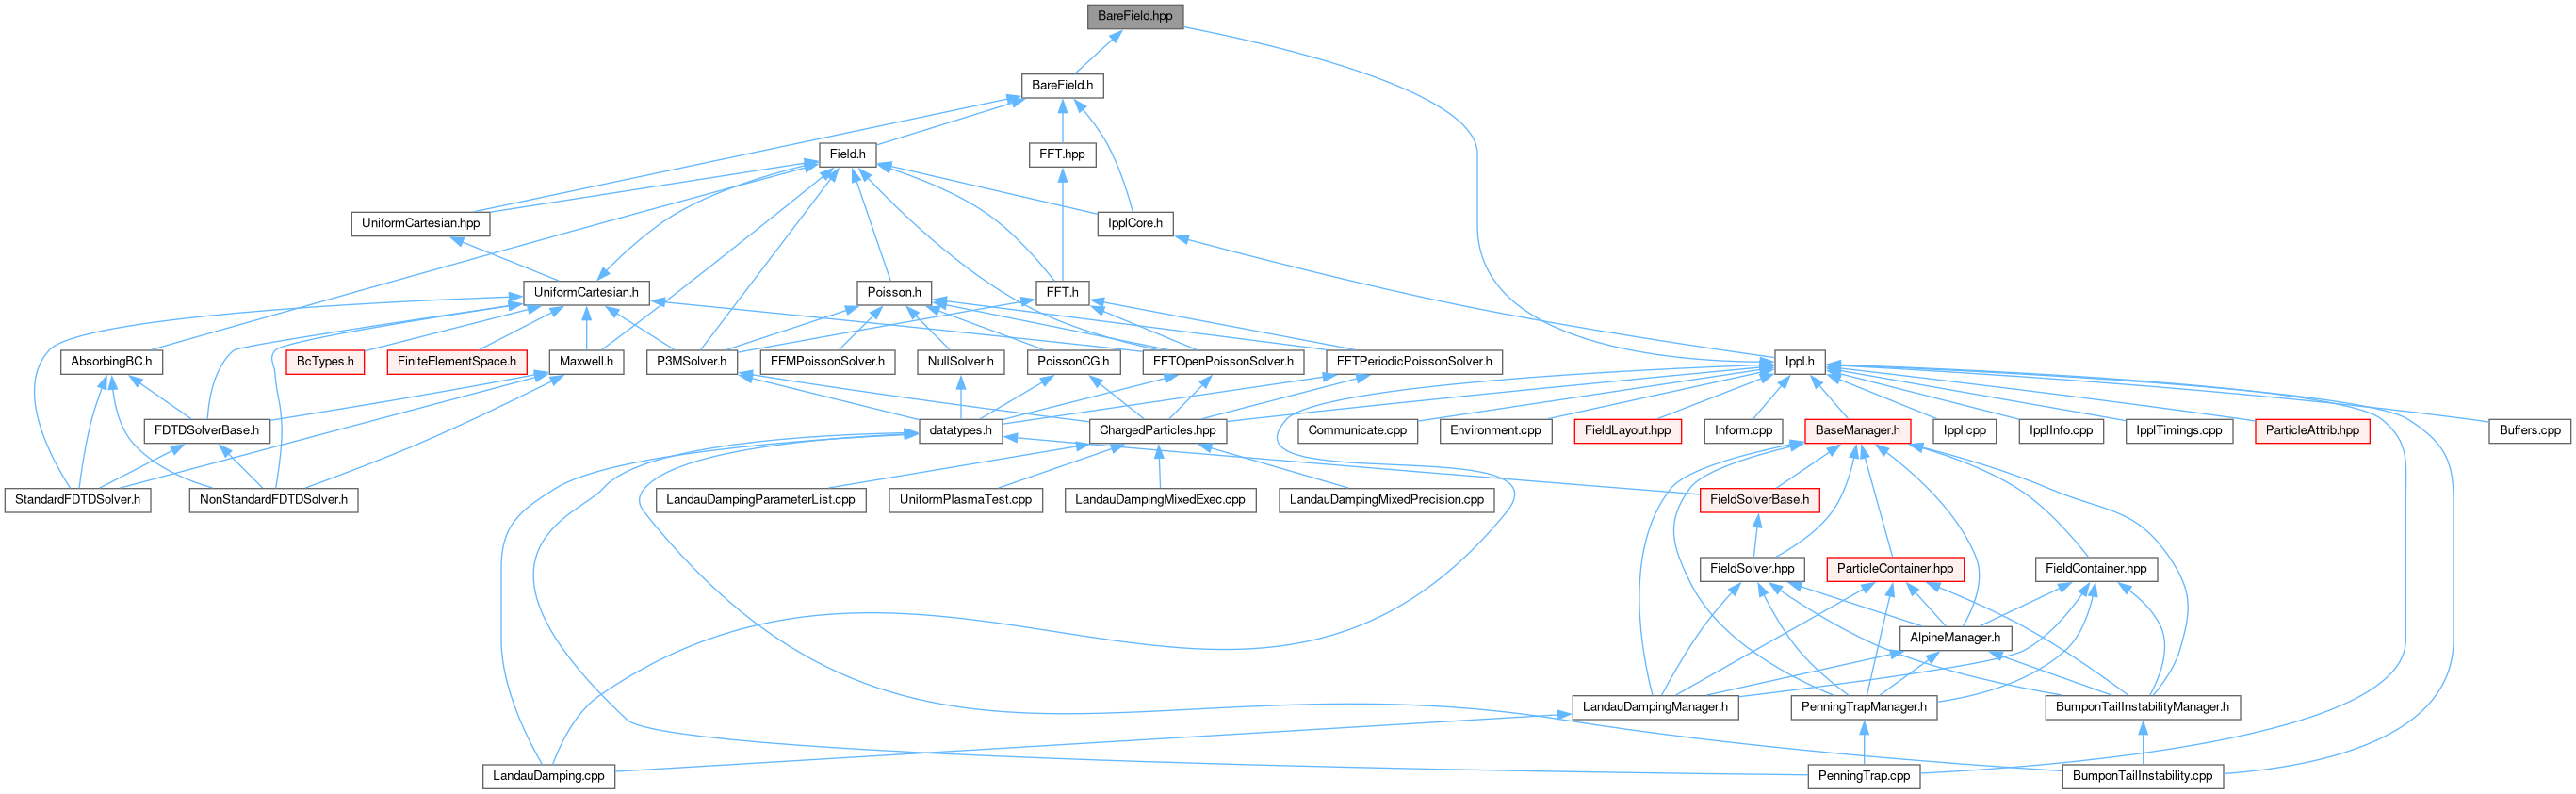 BareField.hpp
BareField.h
Field.h
FFT.hpp
UniformCartesian.hpp
IpplCore.h
UniformCartesian.h
Poisson.h
FFT.h
AbsorbingBC.h
BcTypes.h
FiniteElementSpace.h
Maxwell.h
P3MSolver.h
FEMPoissonSolver.h
NullSolver.h
PoissonCG.h
FFTOpenPoissonSolver.h
FFTPeriodicPoissonSolver.h
Ippl.h
FDTDSolverBase.h
datatypes.h
ChargedParticles.hpp
Communicate.cpp
Environment.cpp
FieldLayout.hpp
Inform.cpp
BaseManager.h
Ippl.cpp
IpplInfo.cpp
IpplTimings.cpp
ParticleAttrib.hpp
Buffers.cpp
StandardFDTDSolver.h
NonStandardFDTDSolver.h
LandauDampingParameterList.cpp
UniformPlasmaTest.cpp
LandauDampingMixedExec.cpp
LandauDampingMixedPrecision.cpp
FieldSolverBase.h
FieldSolver.hpp
ParticleContainer.hpp
FieldContainer.hpp
AlpineManager.h
LandauDampingManager.h
PenningTrapManager.h
BumponTailInstabilityManager.h
LandauDamping.cpp
PenningTrap.cpp
BumponTailInstability.cpp